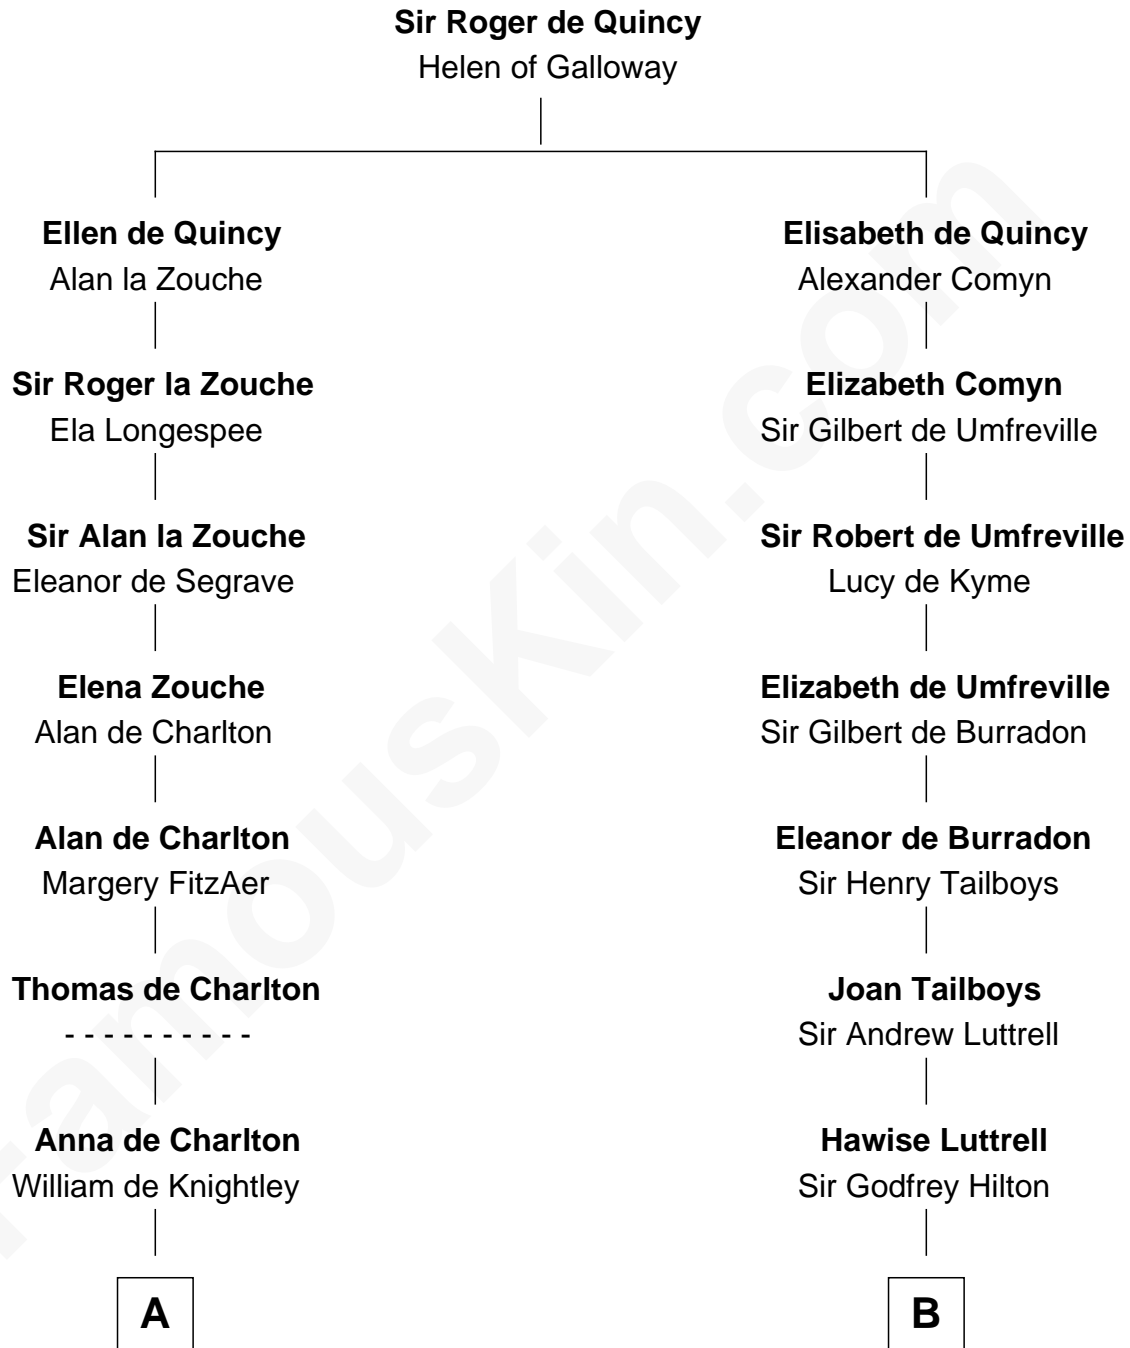 Sir Roger de Quincy
Helen of Galloway
Ellen de Quincy
Alan la Zouche
Elisabeth de Quincy
Alexander Comyn
Sir Roger la Zouche
Ela Longespee
Elizabeth Comyn
Sir Gilbert de Umfreville
Sir Alan la Zouche
Eleanor de Segrave
Sir Robert de Umfreville
Lucy de Kyme
Elena Zouche
Alan de Charlton
Elizabeth de Umfreville
Sir Gilbert de Burradon
Alan de Charlton
Margery FitzAer
Eleanor de Burradon
Sir Henry Tailboys
Thomas de Charlton
- - - - - - - - - -
Joan Tailboys
Sir Andrew Luttrell
Anna de Charlton
William de Knightley
Hawise Luttrell
Sir Godfrey Hilton
A
B
FamousKin.com